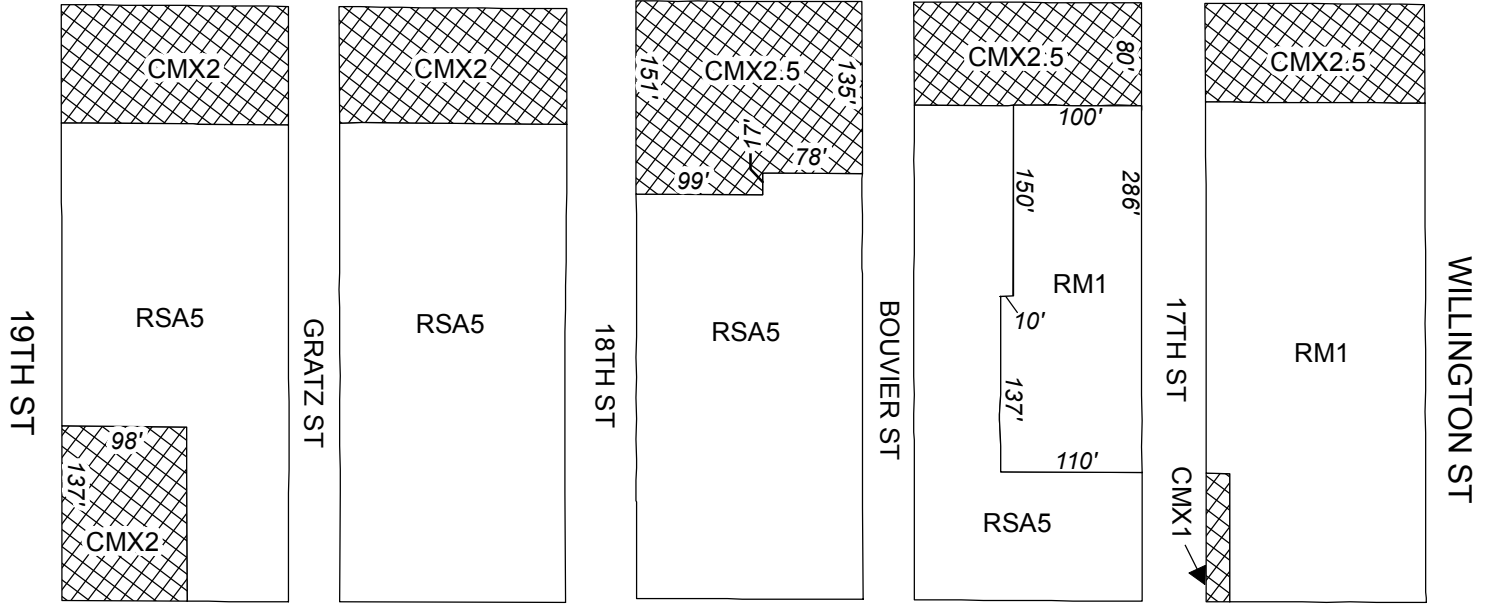 CMX2
CMX2
151'
CMX2.5
135'
17'
99'
78'
CMX2.5
80'
CMX2.5
100'
150'
286'
RM1
10'
137'
110'
RSA5
RSA5
RSA5
RSA5
RM1
98'
137'
CMX2
CMX1
19TH ST
GRATZ ST
18TH ST
BOUVIER ST
17TH ST
WILLINGTON ST